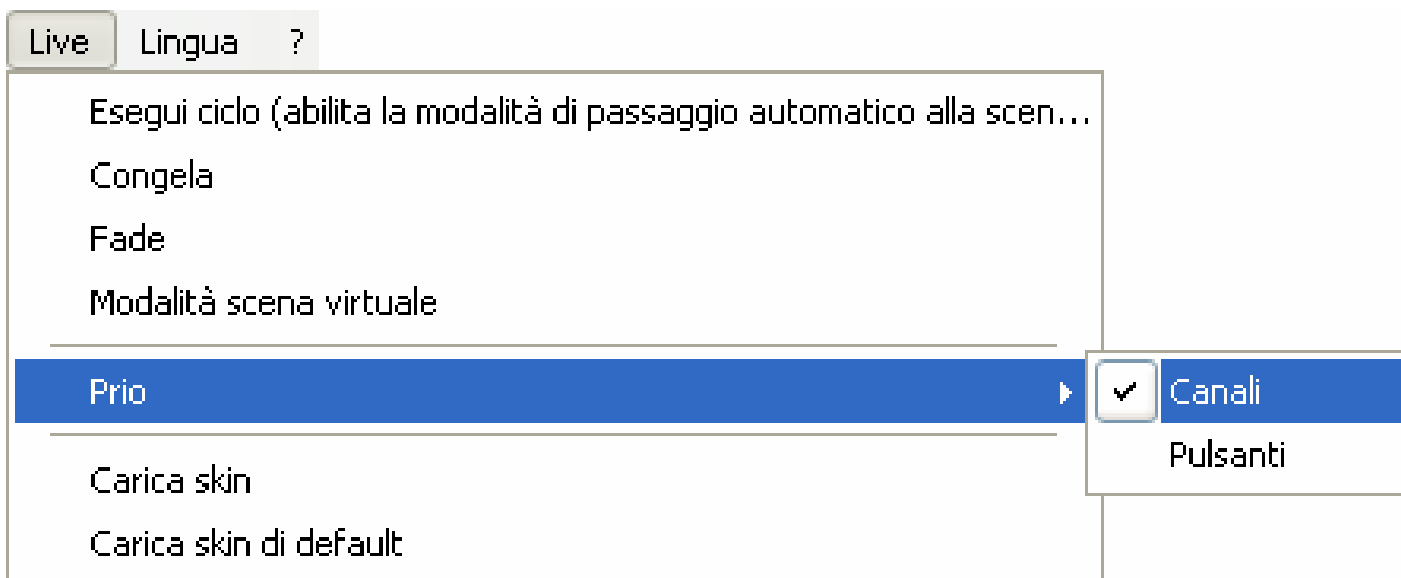 Live Lingua ?
Esegui ciclo (abilita la modalità di passaggio automatico alla scen...
Congela
Fade
Modalità scena virtuale
Prio Canali
Pulsanti
Carica skin
Carica skin di default